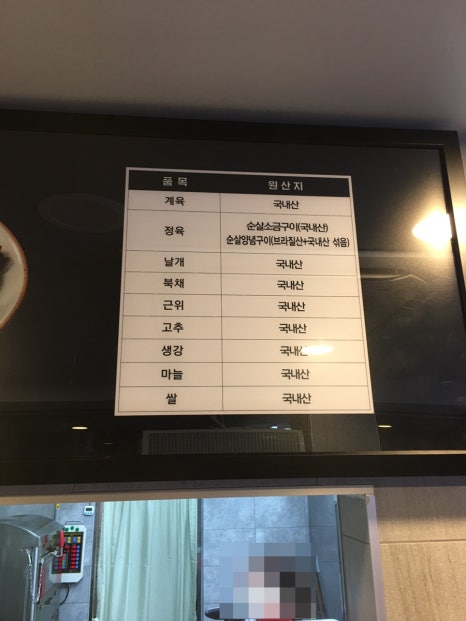 품목 원산지
계육 국내산
정육 순살소금구이(국내산)
순살양념구이(브라질산+국내산 섞음)
날개 국내산
북채 국내산
근위 국내산
고추 국내산
생강 국내산
마늘 국내산
쌀 국내산